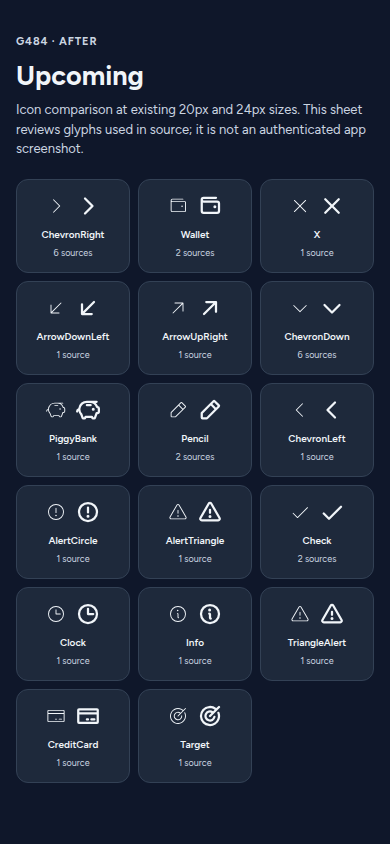 G484 · AFTER
Upcoming
Icon comparison at existing 20px and 24px sizes. This sheet
reviews glyphs used in source; it is not an authenticated app
screenshot.
ChevronRight
6 sources
Wallet
2 sources
X
1 source
ArrowDownLeft
1 source
ArrowUpRight
1 source
ChevronDown
6 sources
PiggyBank
1 source
Pencil
2 sources
ChevronLeft
1 source
AlertCircle
1 source
AlertTriangle
1 source
Check
2 sources
Clock
1 source
Info
1 source
TriangleAlert
1 source
CreditCard
1 source
Target
1 source